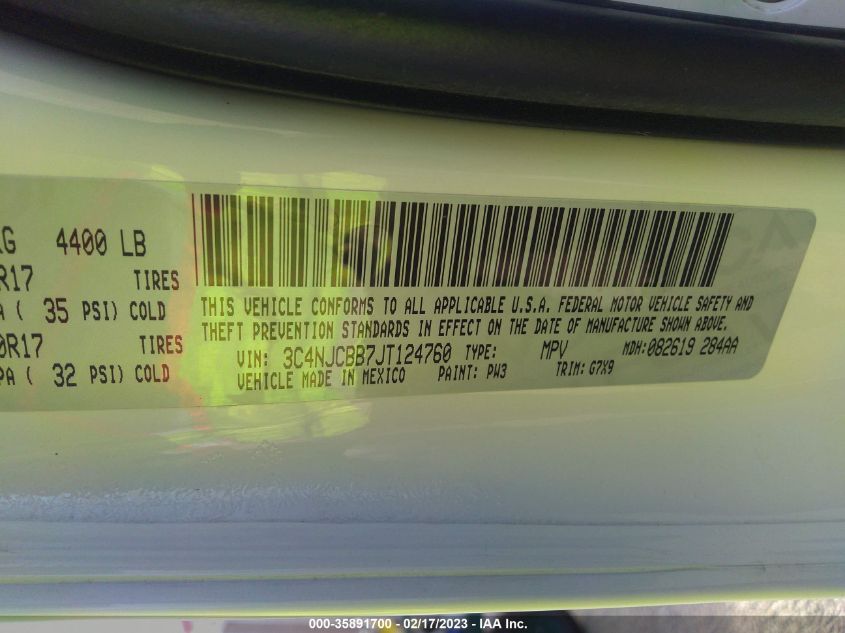 KG 4400 LB
R17 TIRES
A ( 35 PSI) COLD
0R17 TIRES
PA ( 32 PSI) COLD
THIS VEHICLE CONFORMS TO ALL APPLICABLE U.S.A. FEDERAL MOTOR VEHICLE SAFETY AND
THEFT PREVENTION STANDARDS IN EFFECT ON THE DATE OF MANUFACTURE SHOWN ABOVE.
VIN: 3C4NJCBB7JT124760 TYPE: MPV MDH:082619 284AA
VEHICLE MADE IN MEXICO PAINT: PW3 TRIM: G7X9
000-35891700 - 02/17/2023 - IAA Inc.